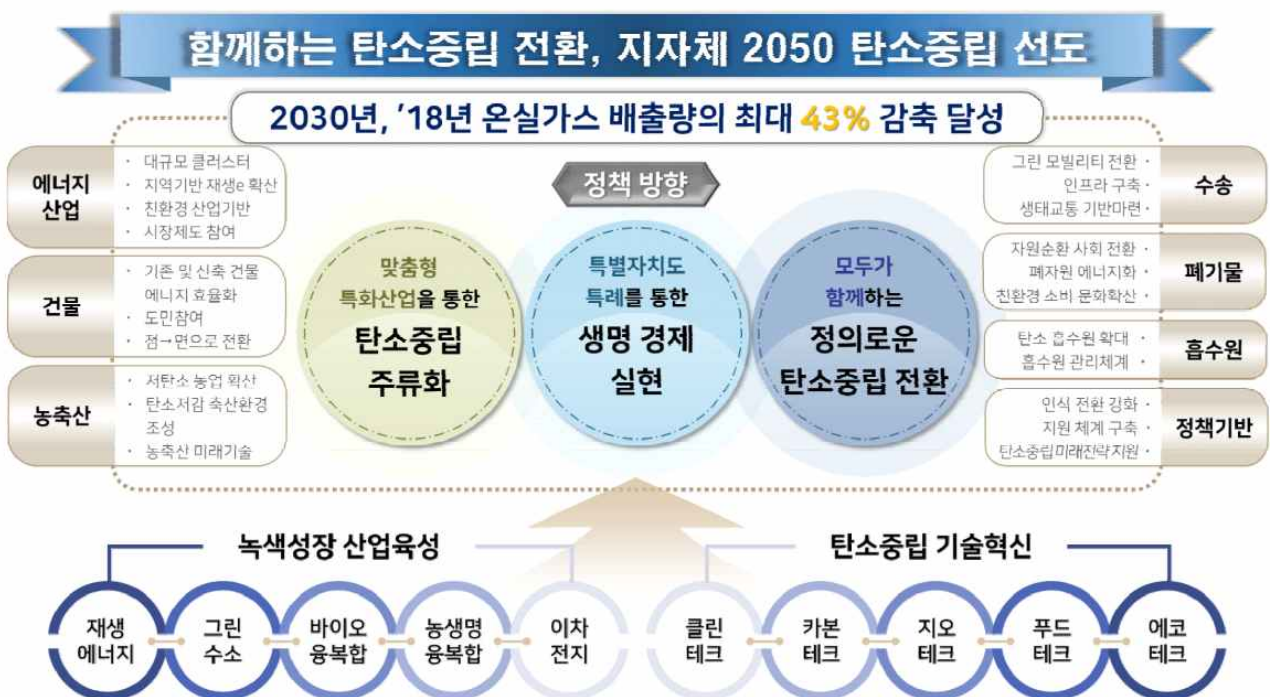 함께하는 탄소중립 전환, 지자체 2050 탄소중립 선도
2030년, ’18년 온실가스 배출량의 최대 43% 감축 달성
에너지
산업
· 대규모 클러스터
· 지역기반 재생e 확산
· 친환경 산업기반
· 시장제도 참여
건물
· 기존 및 신축 건물
에너지 효율화
· 도민참여
· 점→면으로 전환
농축산
· 저탄소 농업 확산
· 탄소저감 축산환경
조성
· 농축산 미래기술
정책 방향
맞춤형
특화산업을 통한
탄소중립
주류화
특별자치도
특례를 통한
생명 경제
실현
모두가
함께하는
정의로운
탄소중립 전환
그린 모빌리티 전환 ·
인프라 구축 ·
생태교통 기반마련 ·
수송
자원순환 사회 전환 ·
폐자원 에너지화 ·
친환경 소비 문화확산 ·
폐기물
탄소 흡수원 확대 ·
흡수원 관리체계 ·
흡수원
인식 전환 강화 ·
지원 체계 구축 ·
탄소중립미래전략 지원 ·
정책기반
녹색성장 산업육성
재생
에너지
그린
수소
바이오
융복합
농생명
융복합
이차
전지
탄소중립 기술혁신
클린
테크
카본
테크
지오
테크
푸드
테크
에코
테크